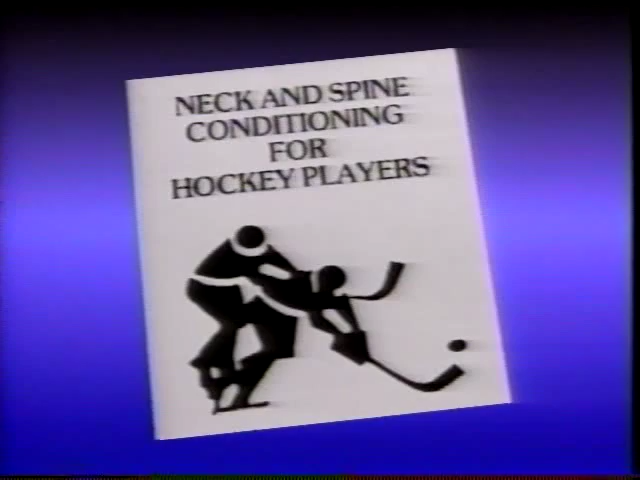 NECK AND SPINE
CONDITIONING
FOR
HOCKEY PLAYERS